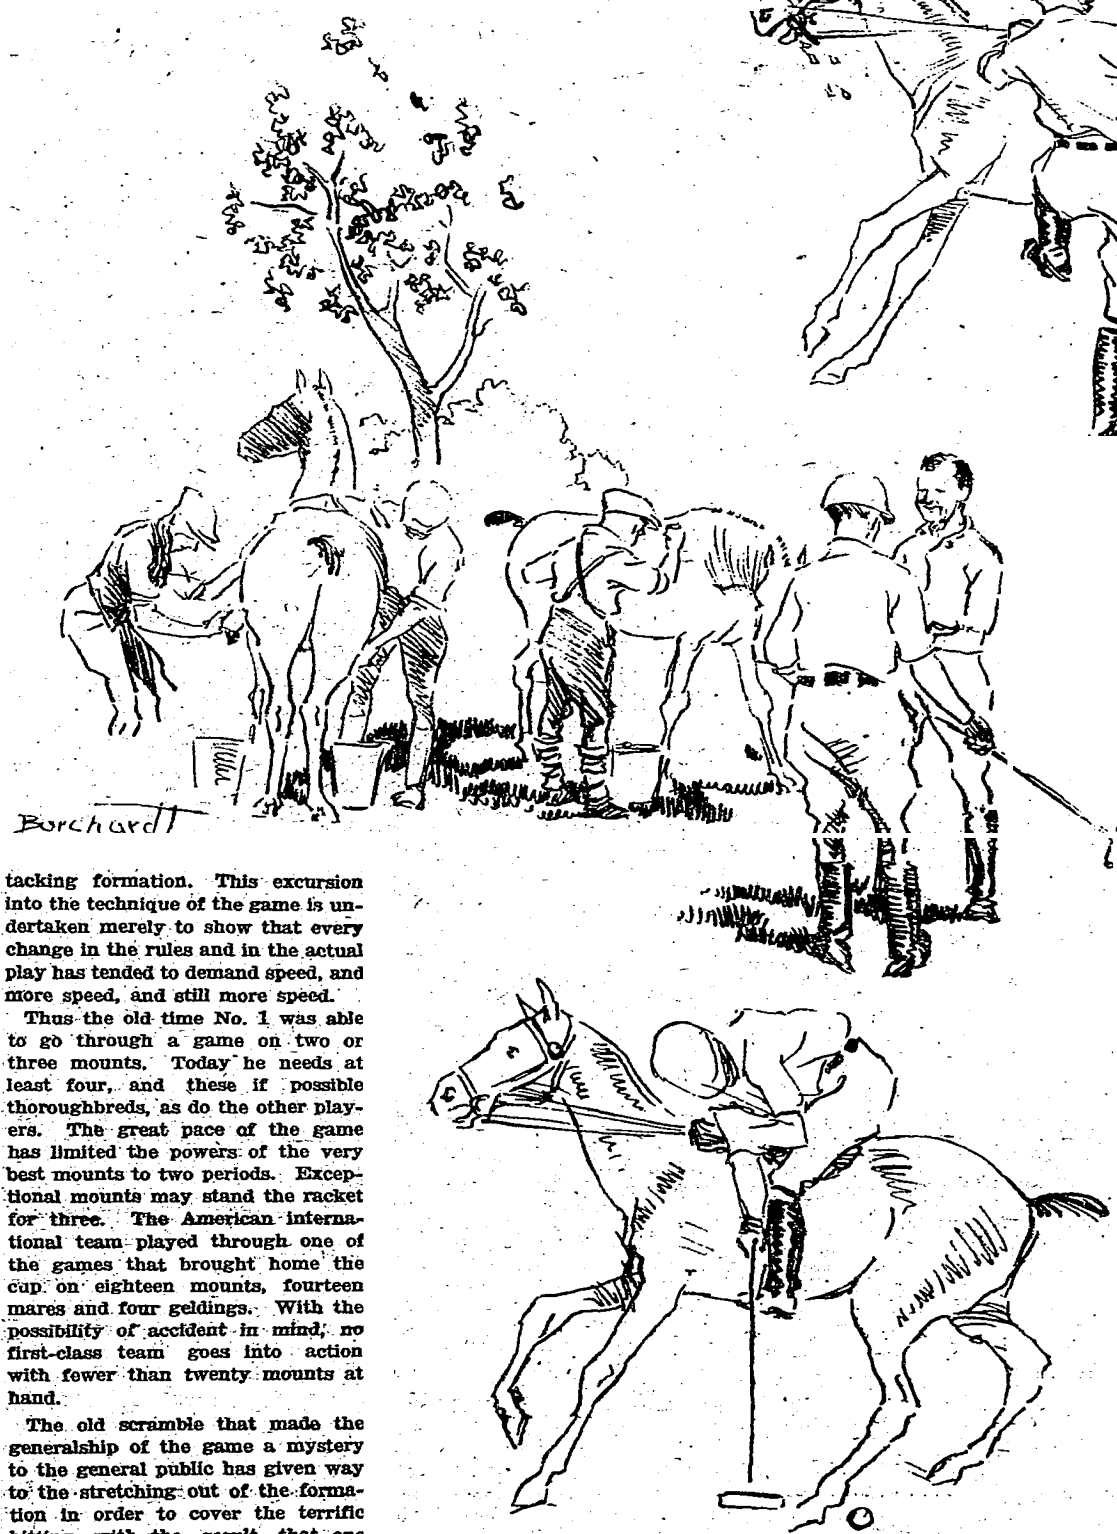 Borchardt
tacking formation. This excursion
into the technique of the game is un-
dertaken merely to show that every
change in the rules and in the actual
play has tended to demand speed, and
more speed, and still more speed.
Thus the old time No. 1 was able
to go through a game on two or
three mounts. Today he needs at
least four, and these if possible
thoroughbreds, as do the other play-
ers. The great pace of the game
has limited the powers of the very
best mounts to two periods. Excep-
tional mounts may stand the racket
for three. The American interna-
tional team played through one of
the games that brought home the
cup on eighteen mounts, fourteen
mares and four geldings. With the
possibility of accident in mind, no
first-class team goes into action
with fewer than twenty mounts at
hand.
The old scramble that made the
generalship of the game a mystery
to the general public has given way
to the stretching out of the forma-
tion in order to cover the terrific